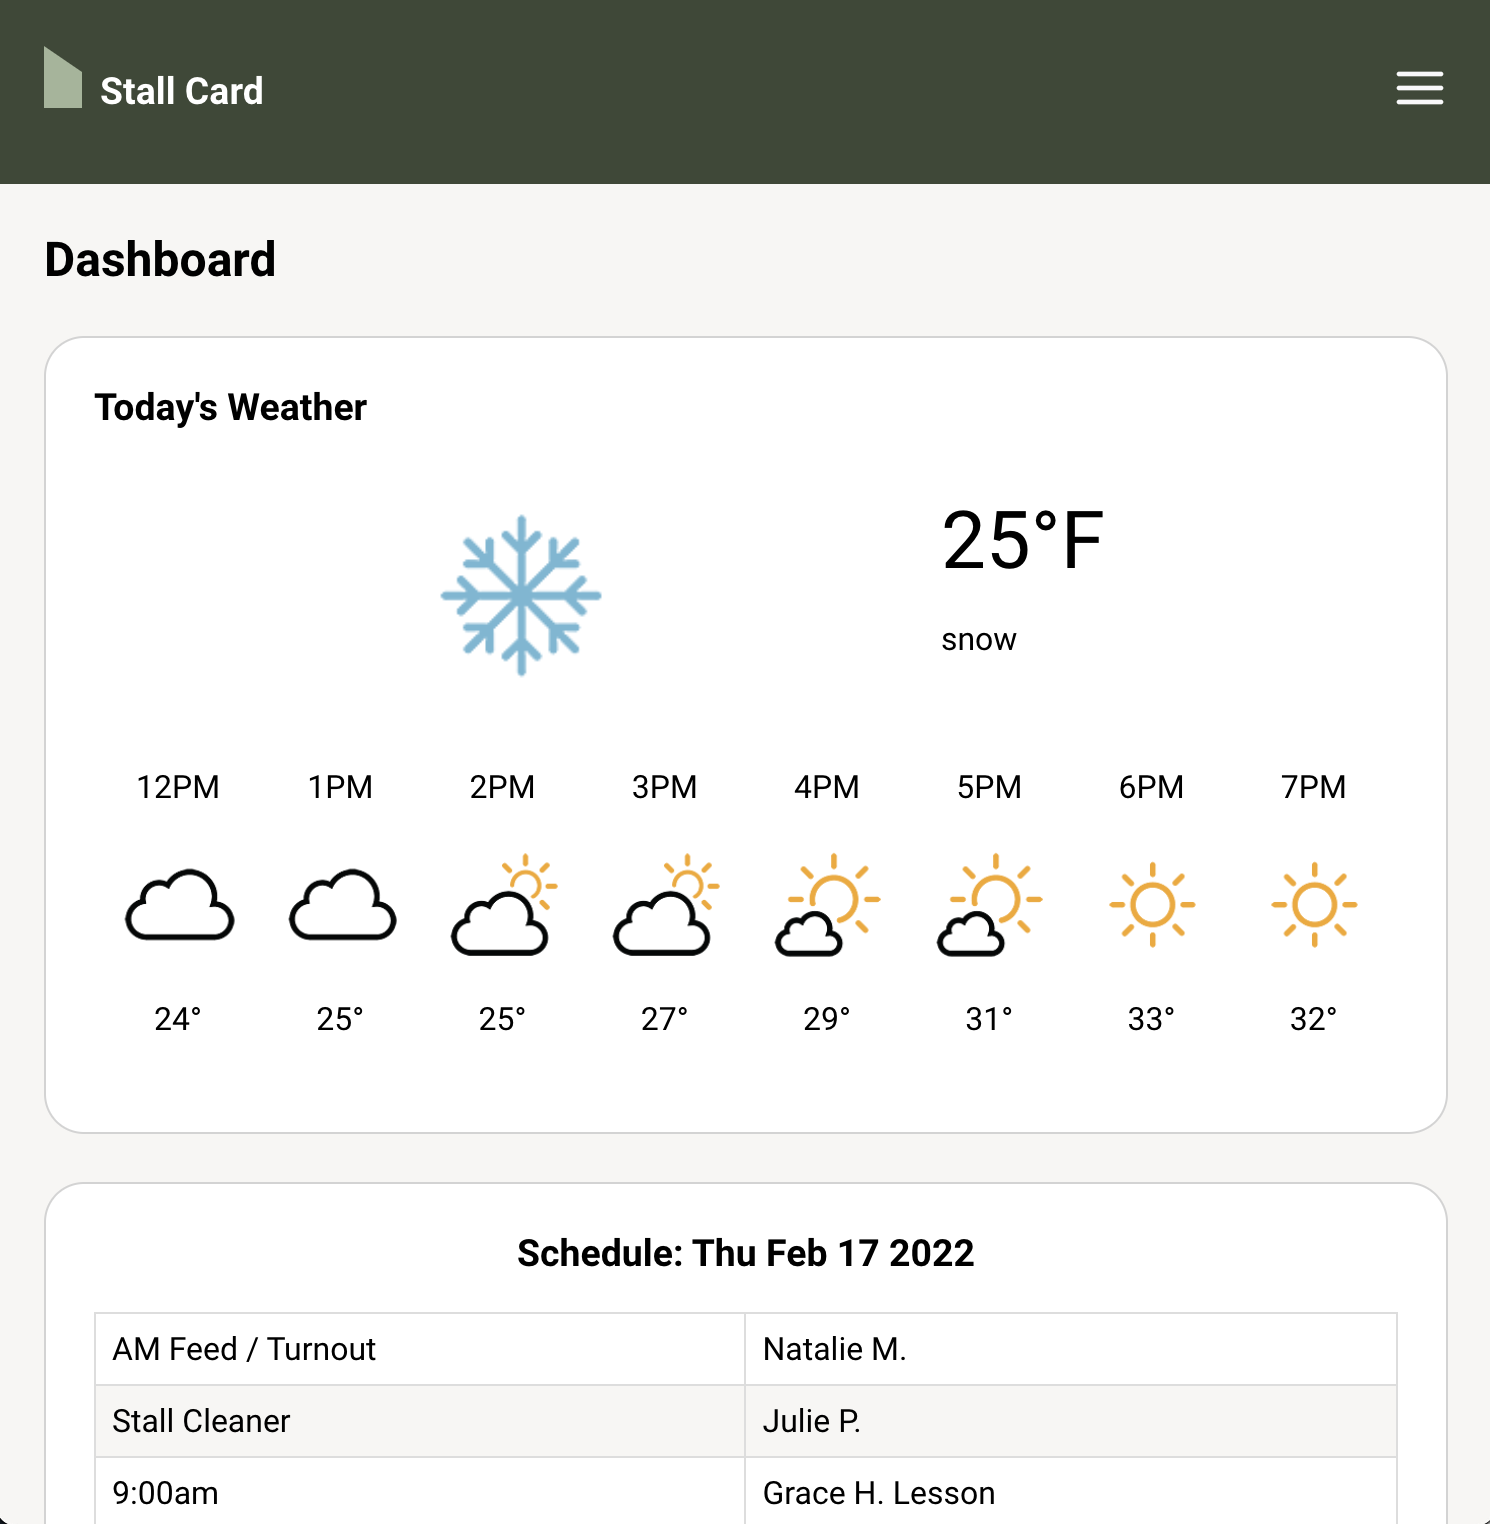 Stall Card
Dashboard
Today's Weather
25°F
snow
12PM 1PM 2PM 3PM 4PM 5PM 6PM 7PM
24° 25° 25° 27° 29° 31° 33° 32°
Schedule: Thu Feb 17 2022
AM Feed / Turnout Natalie M.
Stall Cleaner Julie P.
9:00am Grace H. Lesson